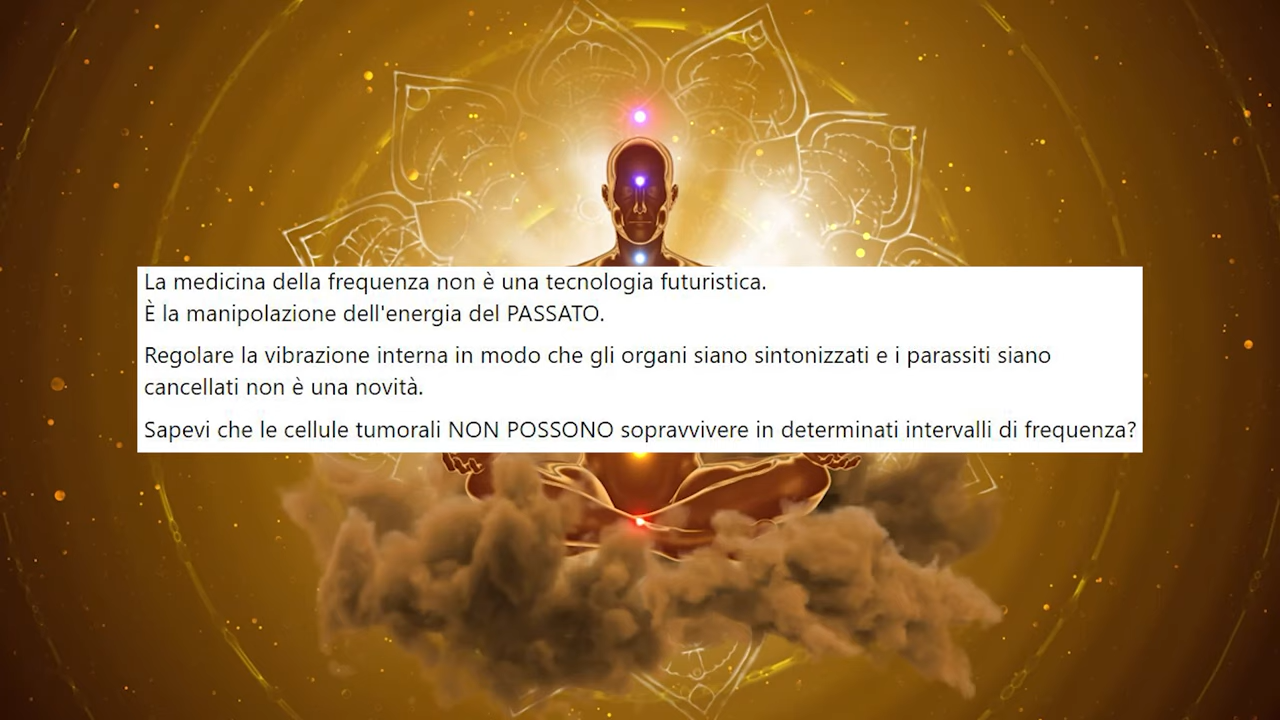 La medicina della frequenza non è una tecnologia futuristica.
È la manipolazione dell'energia del PASSATO.
Regolare la vibrazione interna in modo che gli organi siano sintonizzati e i parassiti siano
cancellati non è una novità.
Sapevi che le cellule tumorali NON POSSONO sopravvivere in determinati intervalli di frequenza?